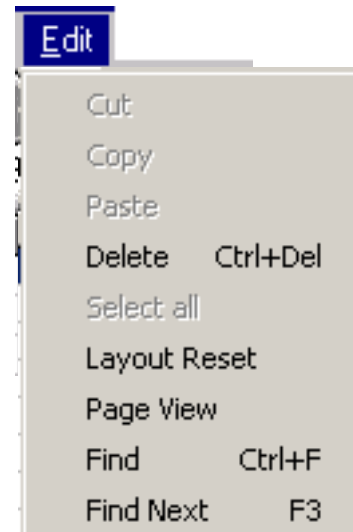 Edit
Cut
Copy
Paste
Delete Ctrl+Del
Select all
Layout Reset
Page View
Find Ctrl+F
Find Next F3